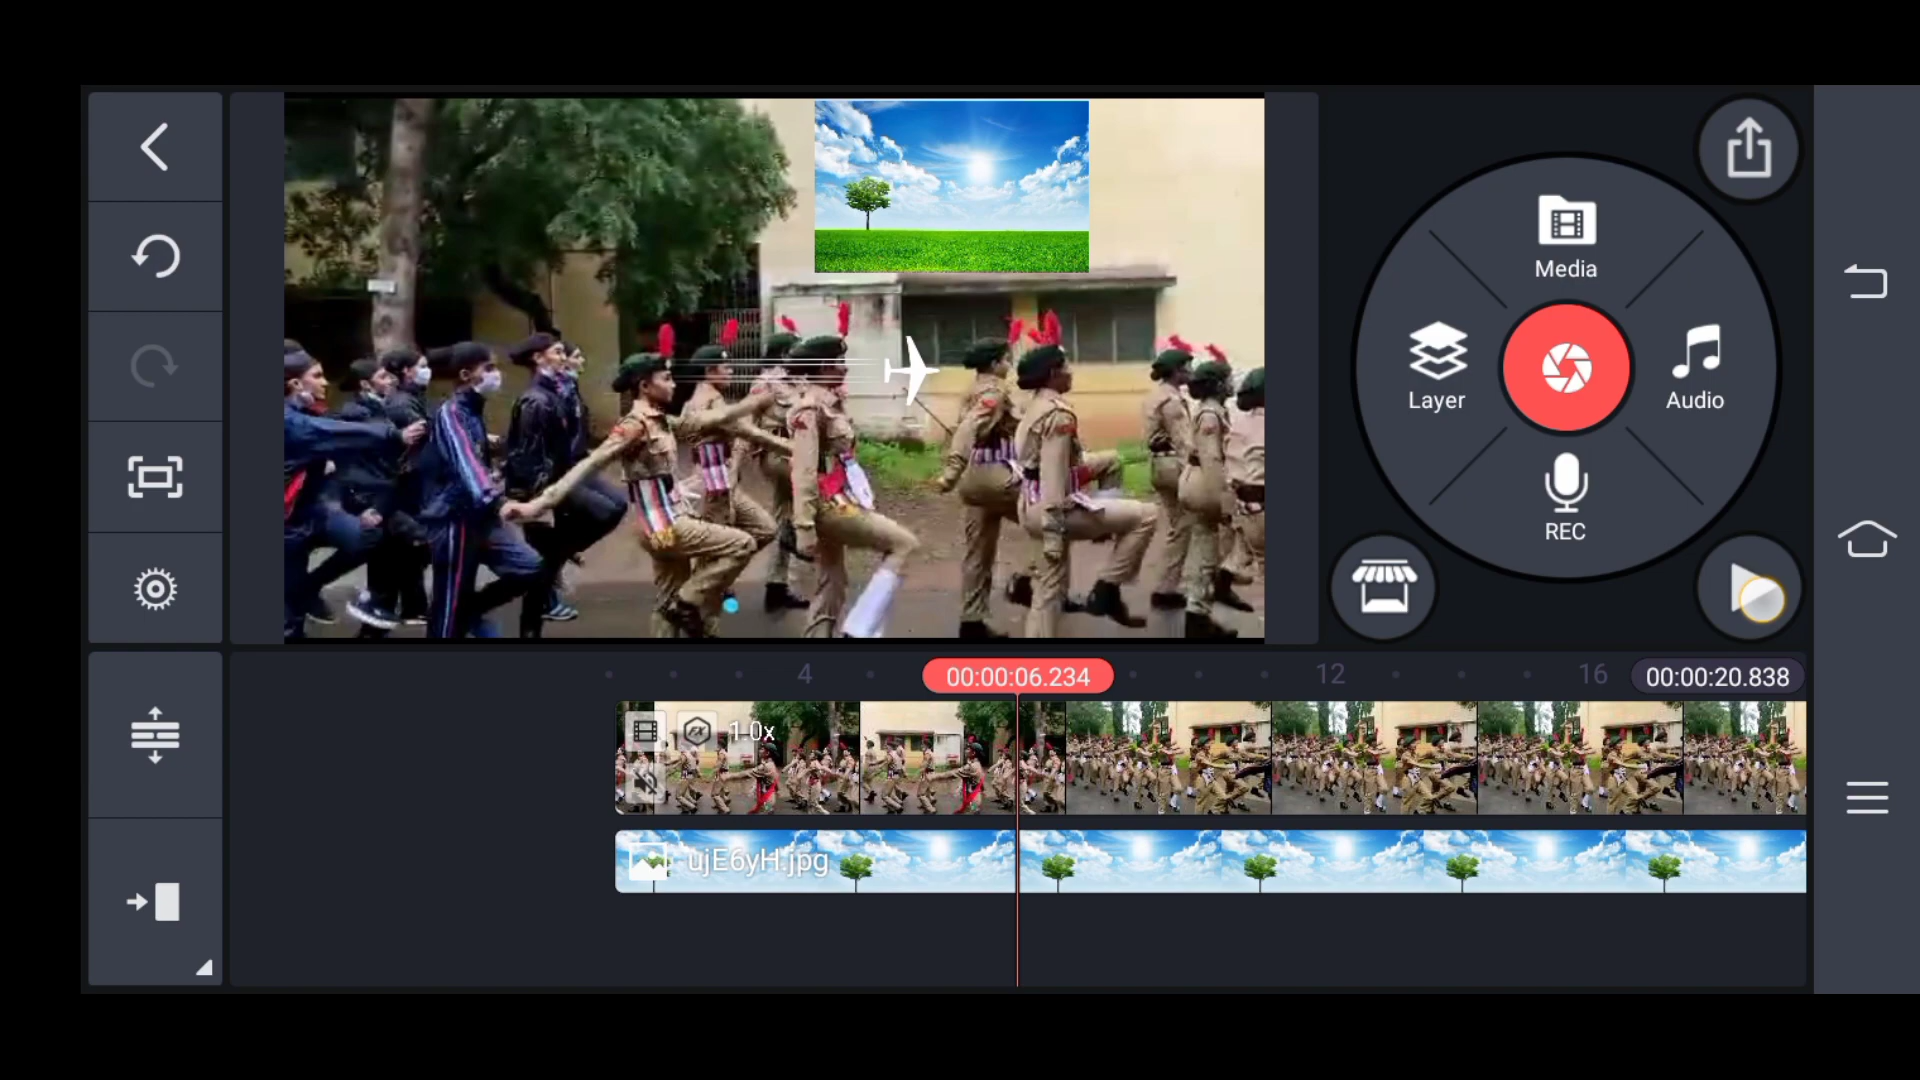 Media
Layer
Audio
REC
4
00:00:06.234
12
16
00:00:20.838
1.0x
ujE6yH.jpg